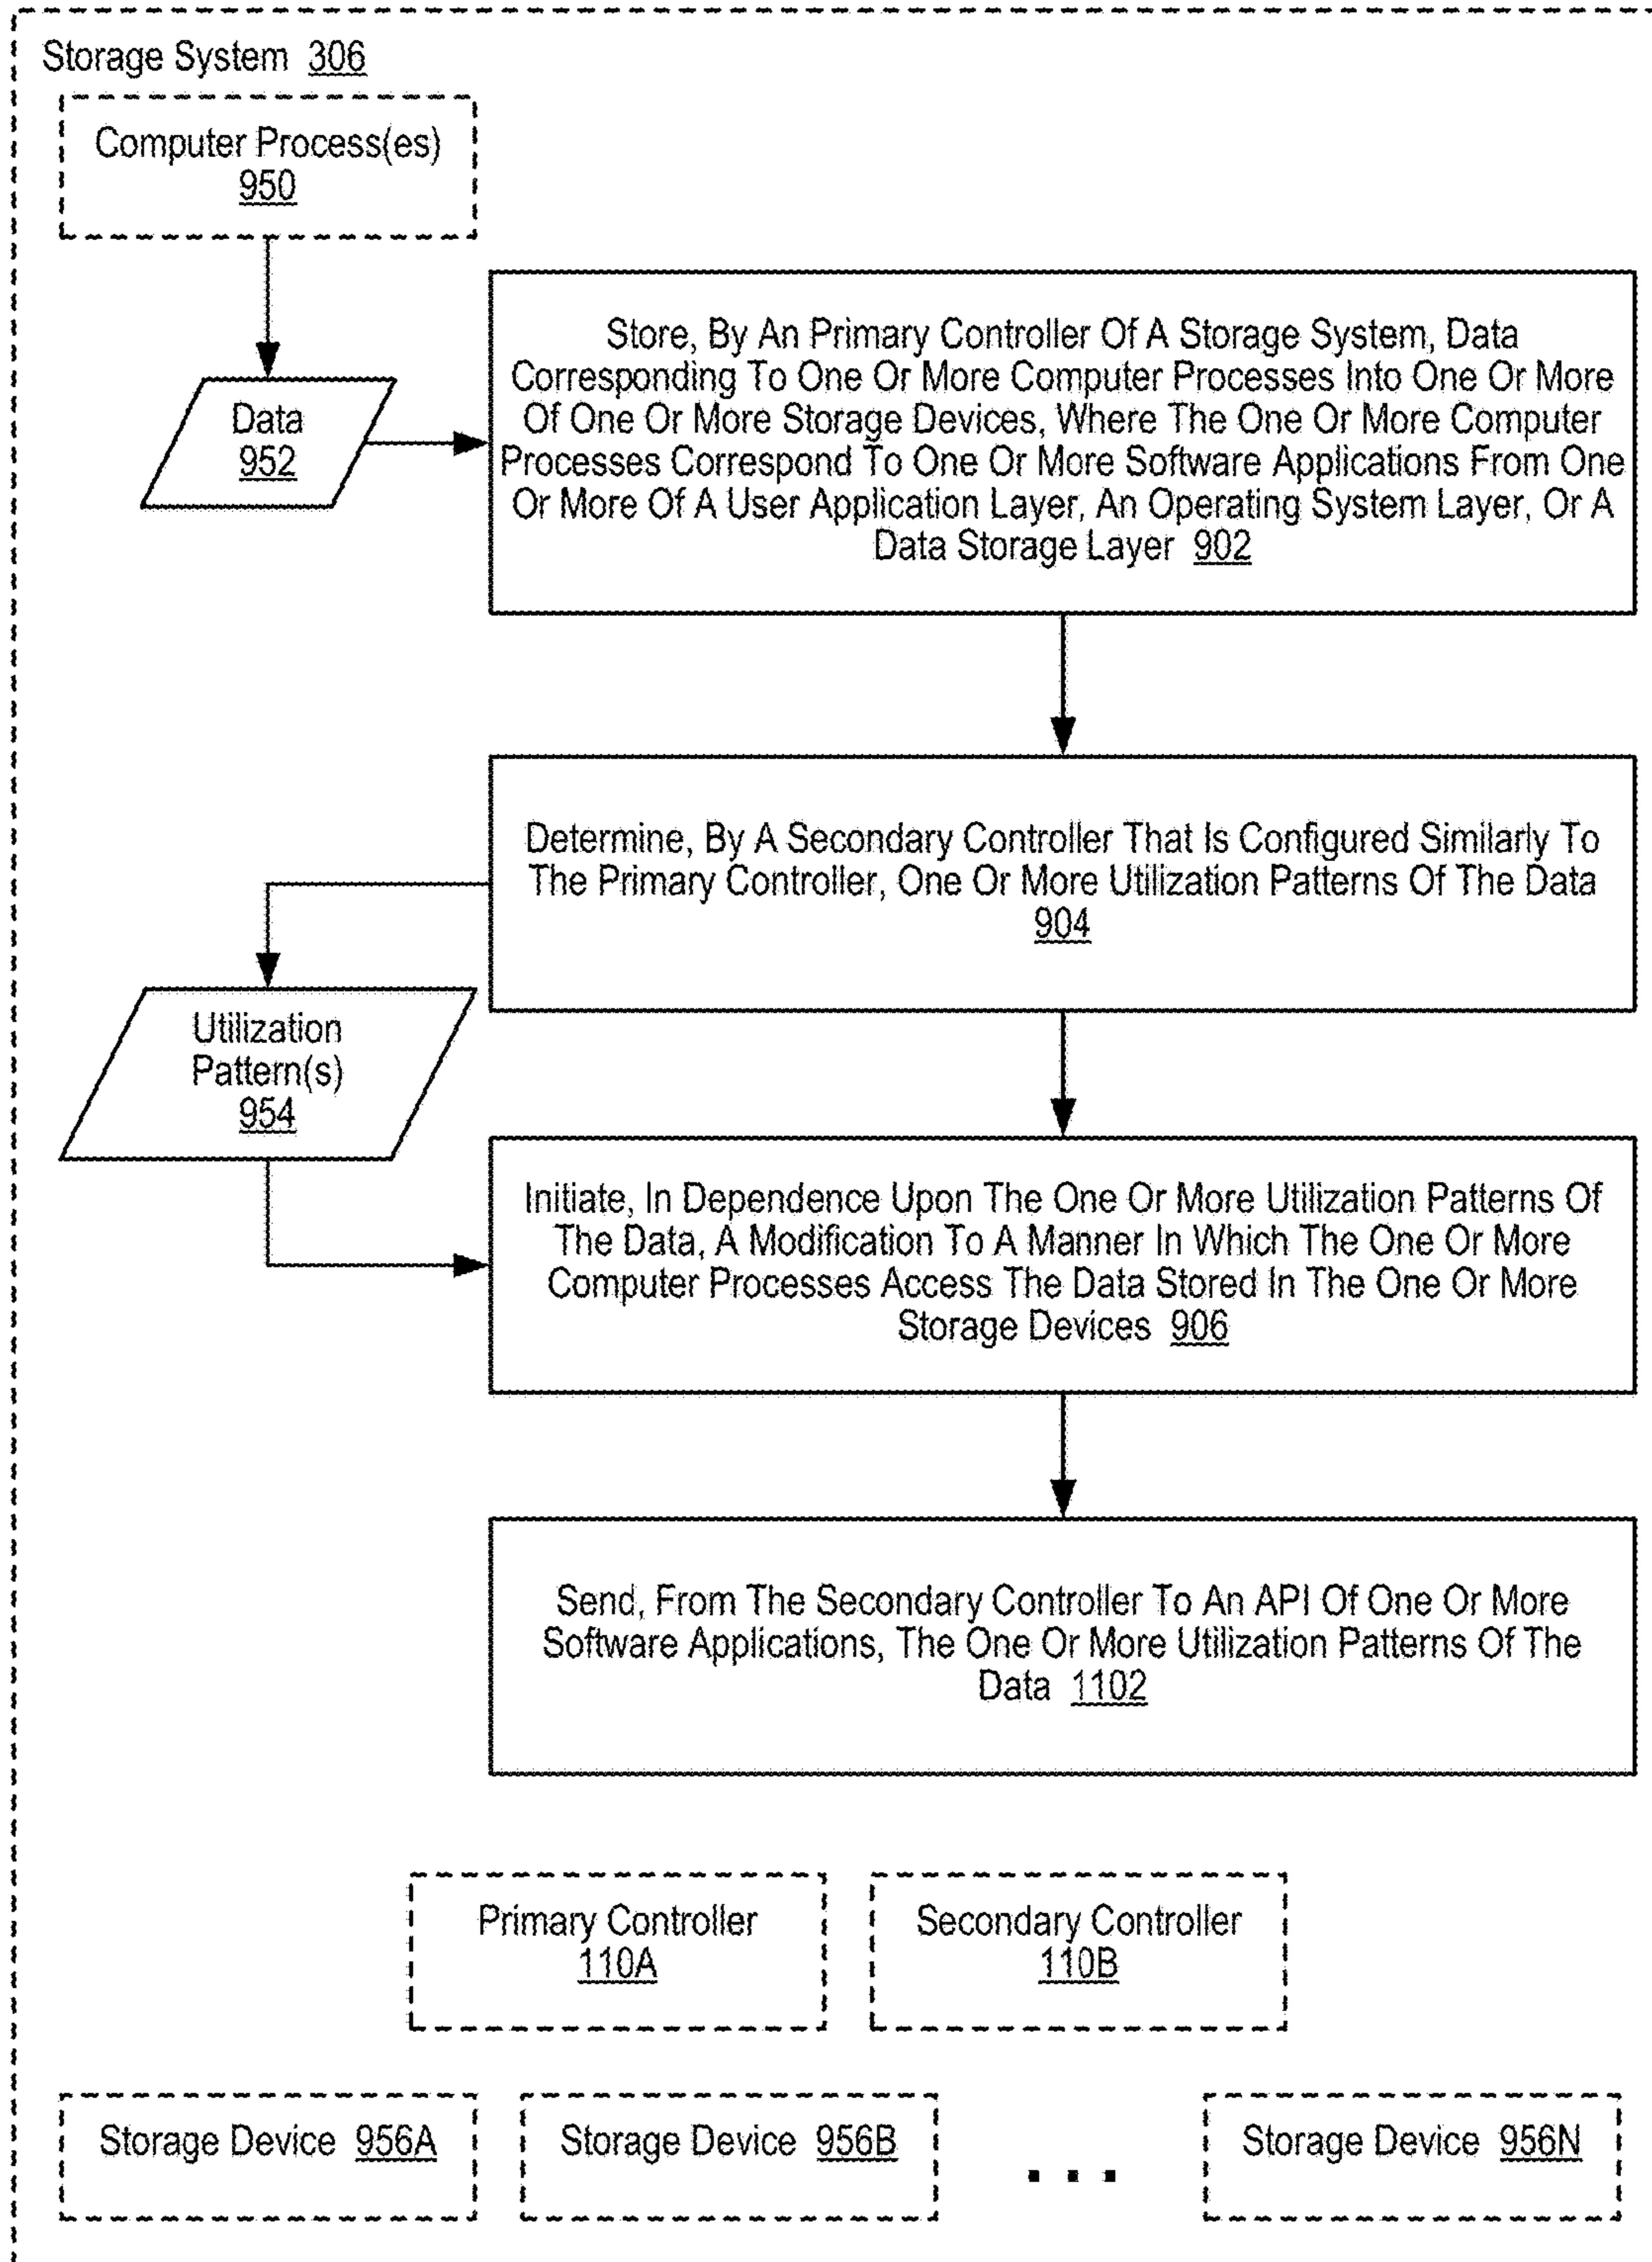 Storage System 306
Computer Process(es)
950
Data
952
Store, By An Primary Controller Of A Storage System, Data
Corresponding To One Or More Computer Processes Into One Or More
Of One Or More Storage Devices, Where The One Or More Computer
Processes Correspond To One Or More Software Applications From One
Or More Of A User Application Layer, An Operating System Layer, Or A
Data Storage Layer 902
Determine, By A Secondary Controller That Is Configured Similarly To
The Primary Controller, One Or More Utilization Patterns Of The Data
904
Utilization
Pattern(s)
954
Initiate, In Dependence Upon The One Or More Utilization Patterns Of
The Data, A Modification To A Manner In Which The One Or More
Computer Processes Access The Data Stored In The One Or More
Storage Devices 906
Send, From The Secondary Controller To An API Of One Or More
Software Applications, The One Or More Utilization Patterns Of The
Data 1102
Primary Controller
110A
Secondary Controller
110B
Storage Device 956A
Storage Device 956B
...
Storage Device 956N